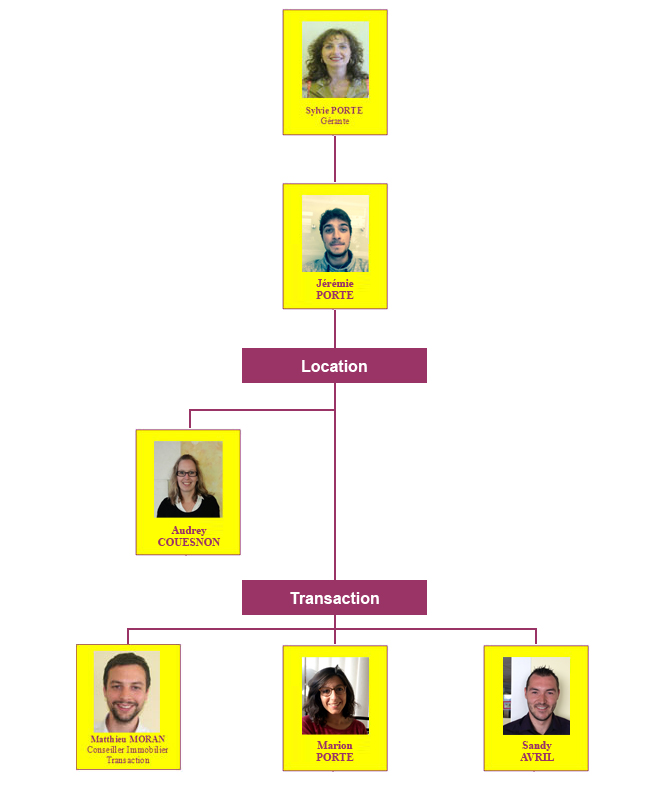 Sylvie PORTE
Gérante
Jérémie
PORTE
Location
Audrey
COUESNON
Transaction
Matthieu MORAN
Conseiller Immobilier
Transaction
Marion
PORTE
Sandy
AVRIL